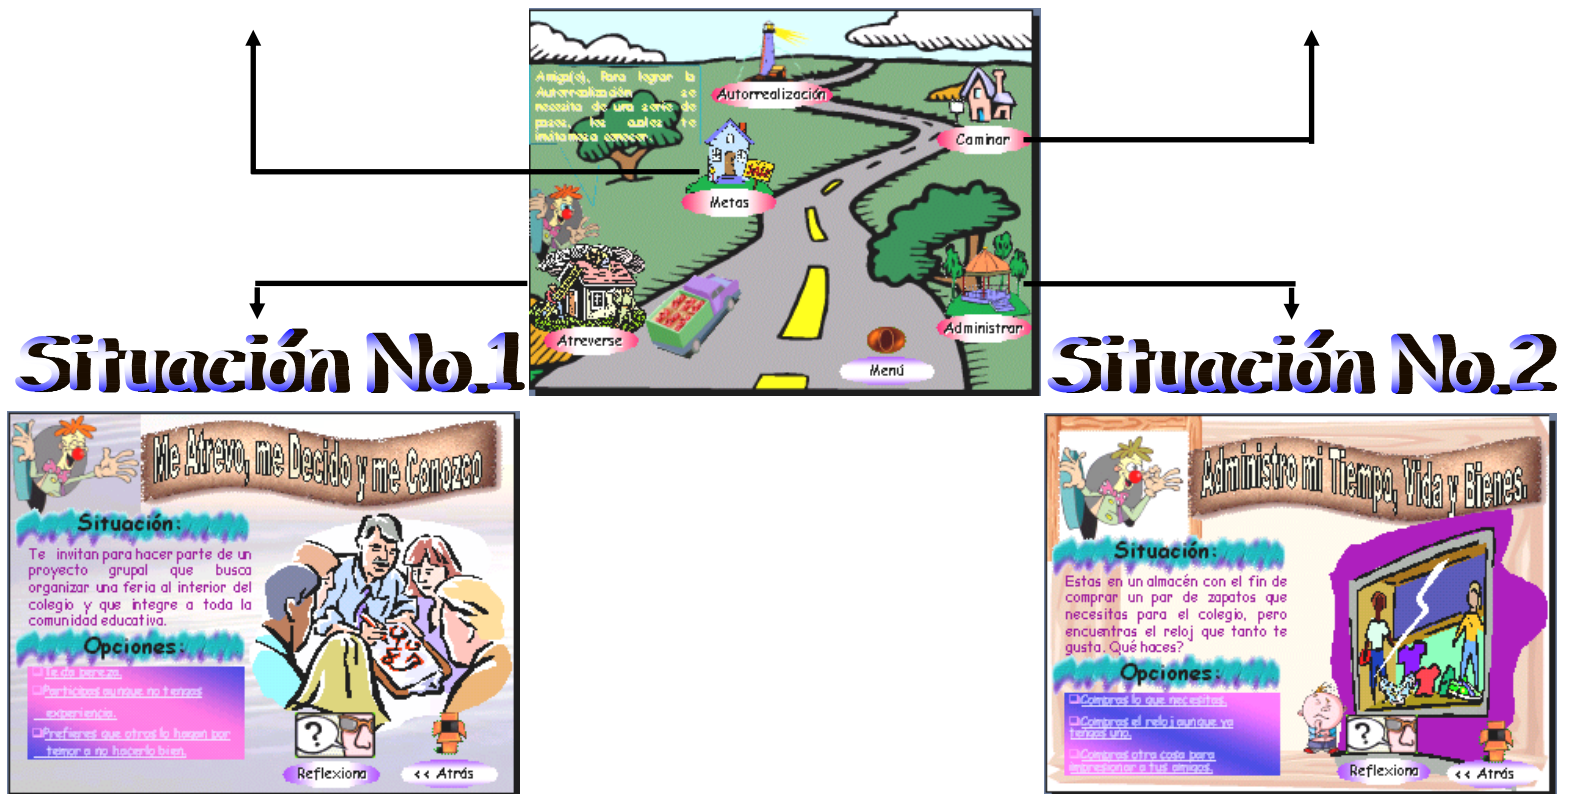 Amigo(a), Para lograr la
Autorrealización se
necesita de una serie de
pasos, los cuales te
invitamos a conocer.
Autorrealización
Caminar
Metas
Atreverse
Administrar
Menú
Situación No.1
Situación No.2
Me Atrevo, me Decido y me Conozco
Situación:
Te invitan para hacer parte de un
proyecto grupal que busca
organizar una feria al interior del
colegio y que integre a toda la
comunidad educativa.
Opciones:
Te da pereza.
Participas aunque no tengas
experiencia.
Prefieres que otros lo hagan por
temor a no hacerlo bien.
?
Reflexiona
<< Atrás
Administro mi Tiempo, Vida y Bienes.
Situación:
Estas en un almacén con el fin de
comprar un par de zapatos que
necesitas para el colegio, pero
encuentras el reloj que tanto te
gusta. Qué haces?
Opciones:
Compras lo que necesitas.
Compras el reloj aunque ya
tengas uno.
Compras otra cosa para
impresionar a tus amigos.
?
Reflexiona
<< Atrás